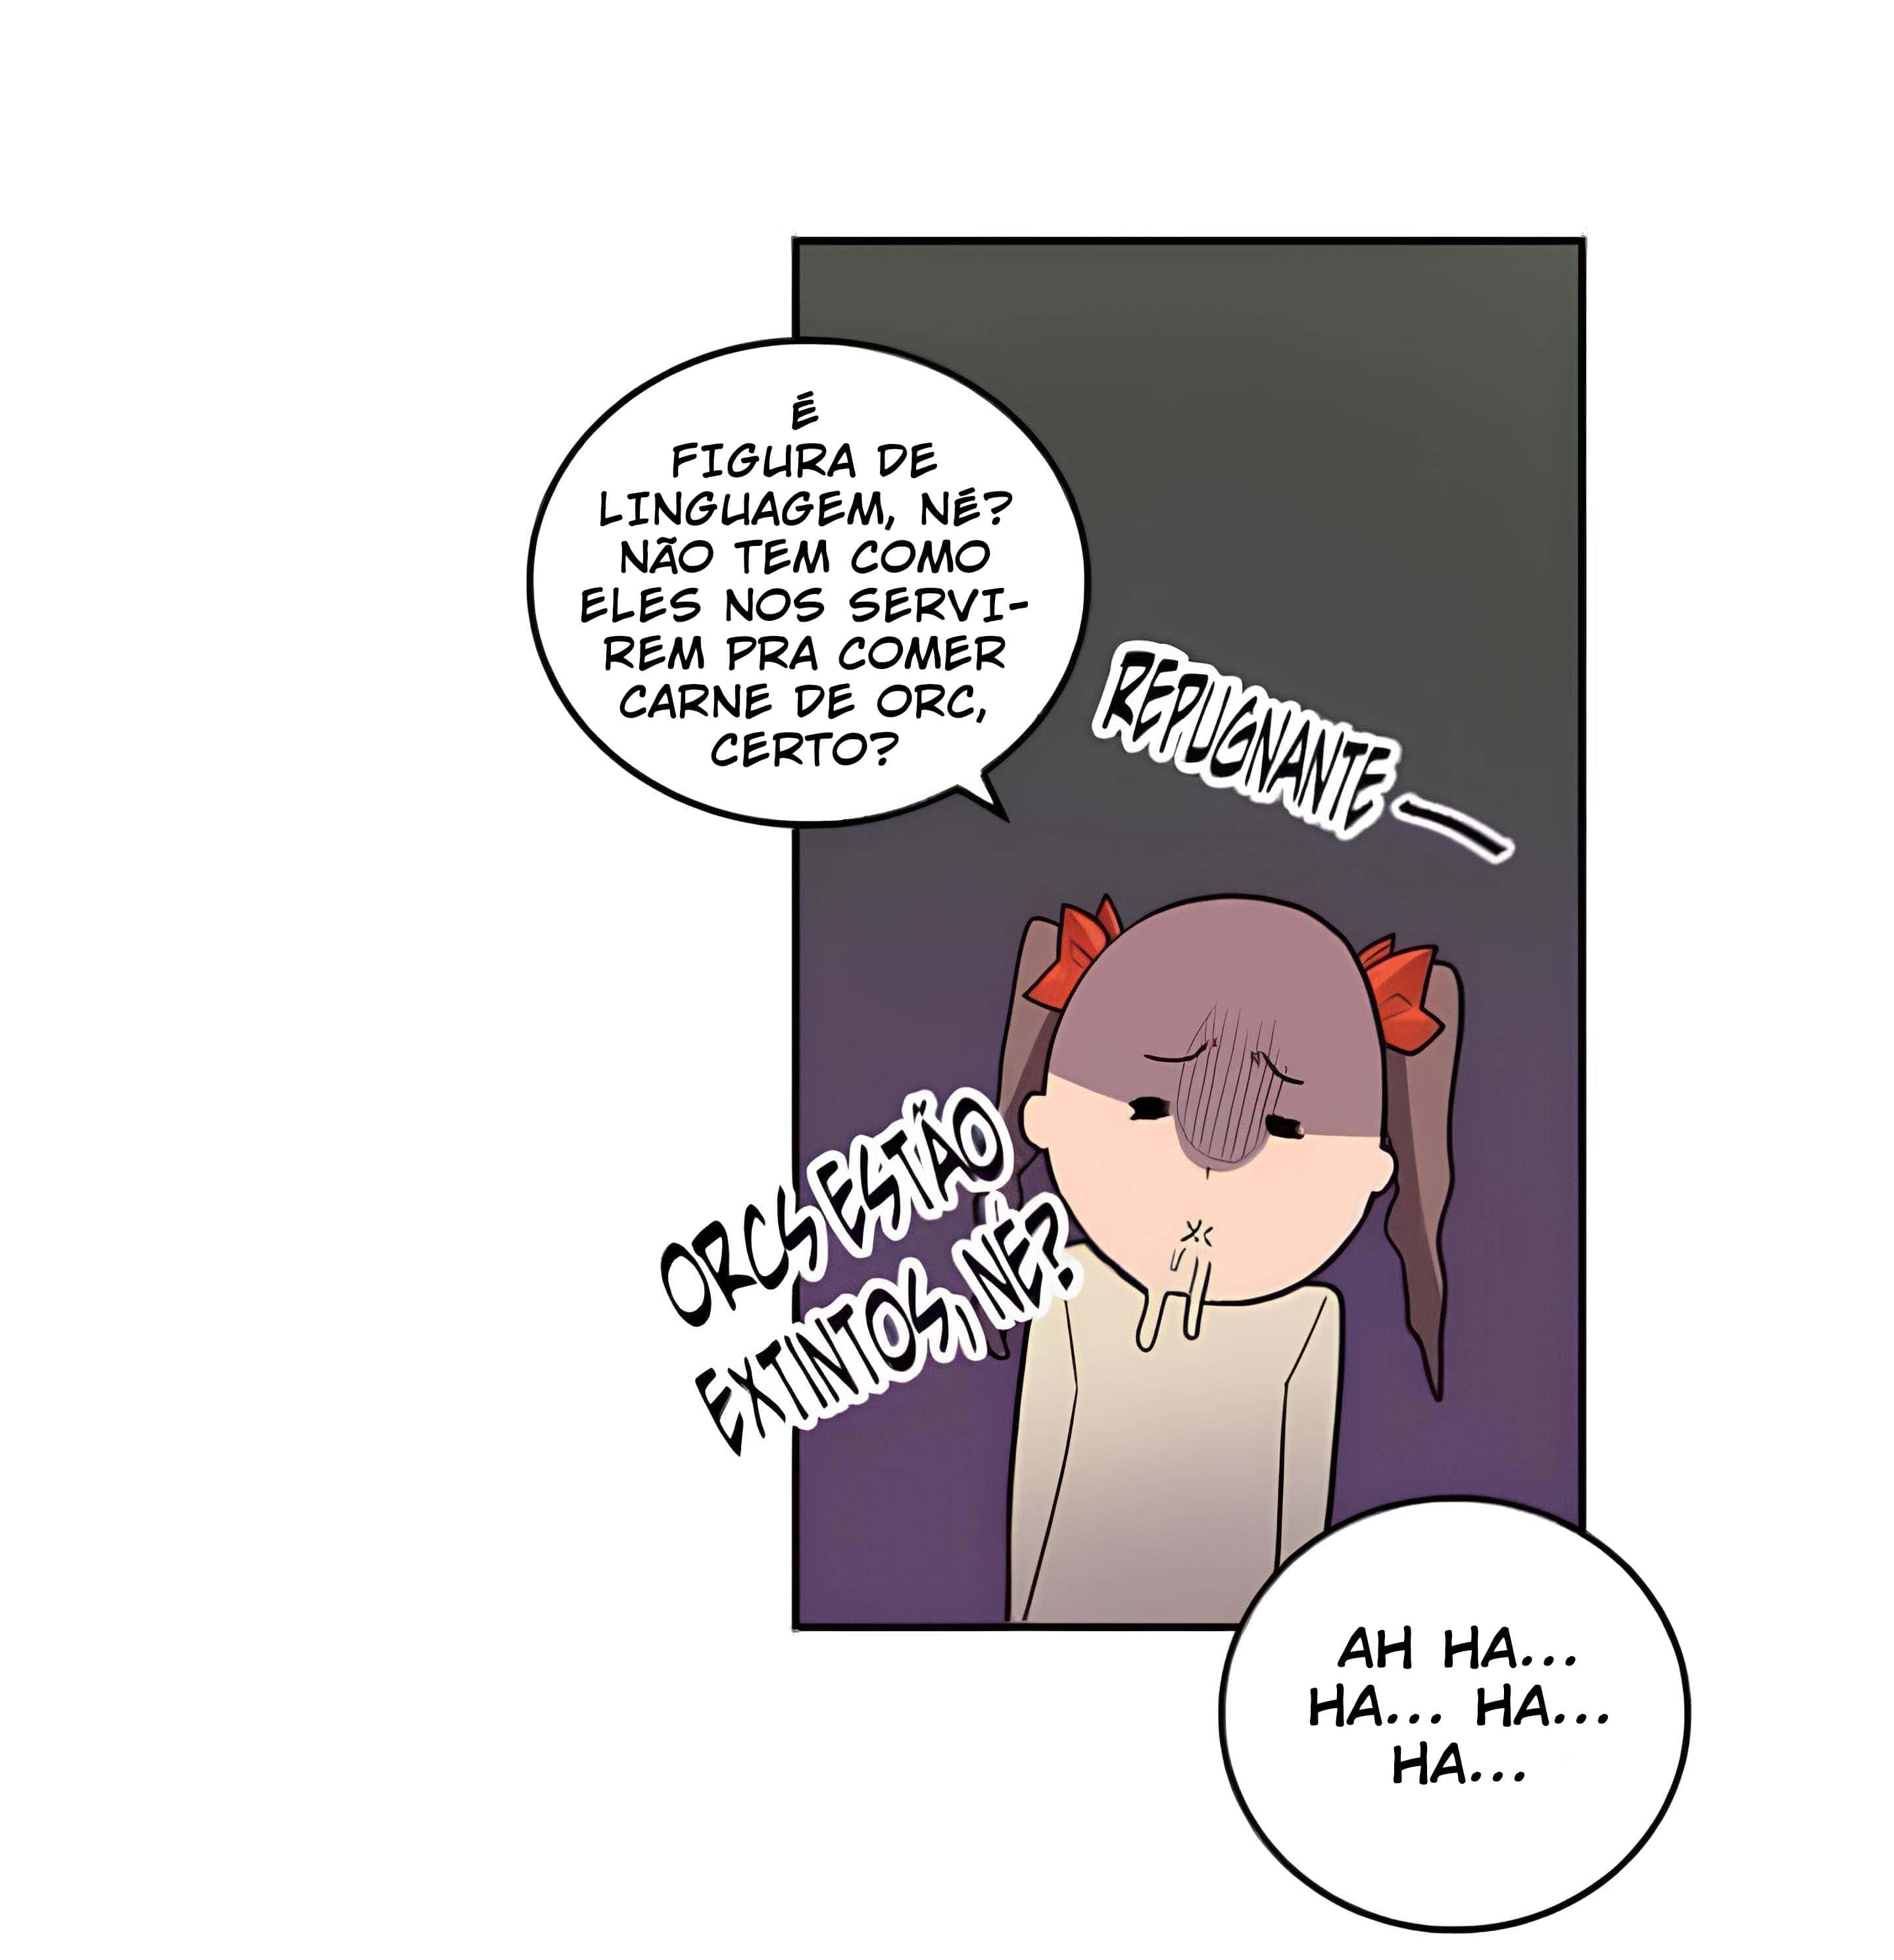 É
FIGURA DE
LINGUAGEM, NÉ?
NÃO TEM COMO
ELES NOS SERVI-
REM PRA COMER
CARNE DE ORC,
CERTO?
REPUGNANTE —
ORCS ESTÃO
EXTINTOS, NÉ?
AH HA...
HA... HA...
HA...